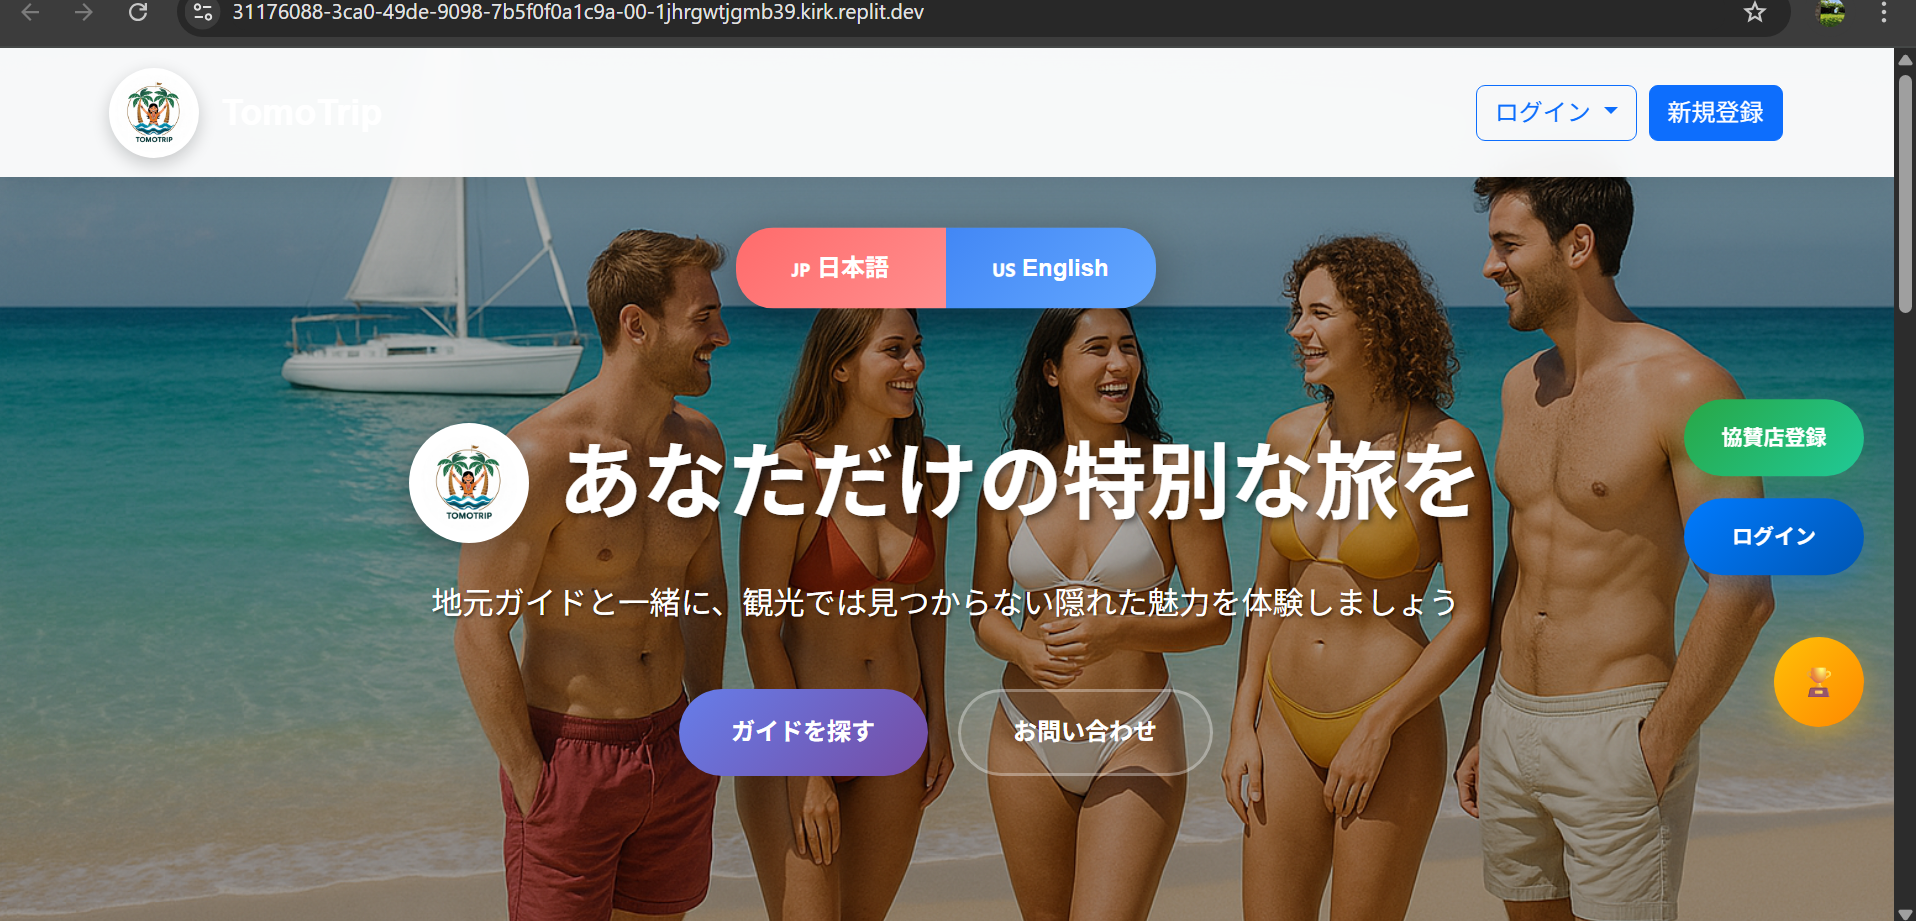 31176088-3ca0-49de-9098-7b5f0f0a1c9a-00-1jhrgwtjgmb39.kirk.replit.dev
TOMOTRIP
TomoTrip
ログイン
新規登録
JP 日本語
US English
協賛店登録
TOMOTRIP
あなただけの特別な旅を
ログイン
地元ガイドと一緒に、観光では見つからない隠れた魅力を体験しましょう
ガイドを探す
お問い合わせ